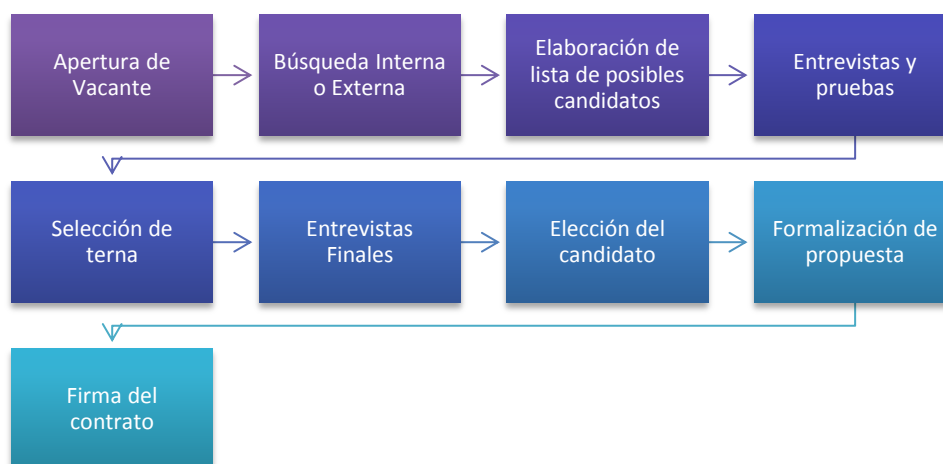 Apertura de
Vacante
Búsqueda Interna
o Externa
Elaboración de
lista de posibles
candidatos
Entrevistas y
pruebas
Selección de
terna
Entrevistas
Finales
Elección del
candidato
Formalización de
propuesta
Firma del
contrato